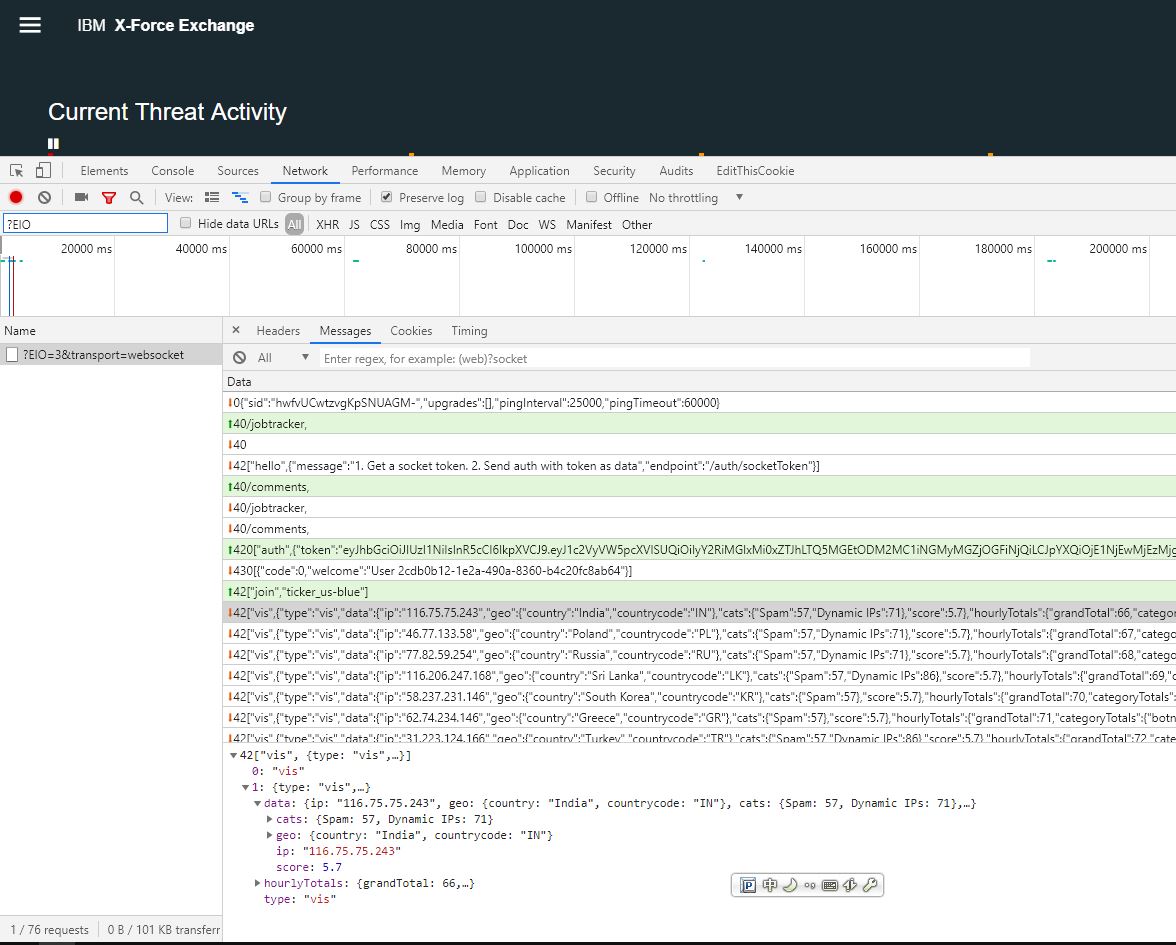 IBM X-Force Exchange
Current Threat Activity
Elements Console Sources Network Performance Memory Application Security Audits EditThisCookie
View: Group by frame Preserve log Disable cache Offline No throttling
?EIO Hide data URLs All XHR JS CSS Img Media Font Doc WS Manifest Other
20000 ms 40000 ms 60000 ms 80000 ms 100000 ms 120000 ms 140000 ms 160000 ms 180000 ms 200000 ms
Name × Headers Messages Cookies Timing
?EIO=3&transport=websocket All Enter regex, for example: (web)?socket
Data
0{"sid":"hwfvUCwtzvgKpSNUAGM-","upgrades":[],"pingInterval":25000,"pingTimeout":60000}
40/jobtracker,
40
42["hello",{"message":"1. Get a socket token. 2. Send auth with token as data","endpoint":"/auth/socketToken"}]
40/comments,
40/jobtracker,
40/comments,
420["auth",{"token":
430[{"code":0,"welcome":"User 2cdb0b12-1e2a-490a-8360-b4c20fc8ab64"}]
42["join","ticker_us-blue"]
42["vis",{"type":"vis","data":{"ip":"116.75.75.243","geo":{"country":"India","countrycode":"IN"},"cats":{"Spam":57,"Dynamic IPs":71},"score":5.7},"hourlyTotals":{"grandTotal":66,"catego
42["vis",{"type":"vis","data":{"ip":"46.77.133.58","geo":{"country":"Poland","countrycode":"PL"},"cats":{"Spam":57,"Dynamic IPs":71},"score":5.7},"hourlyTotals":{"grandTotal":67,"categ
42["vis",{"type":"vis","data":{"ip":"77.82.59.254","geo":{"country":"Russia","countrycode":"RU"},"cats":{"Spam":57,"Dynamic IPs":71},"score":5.7},"hourlyTotals":{"grandTotal":68,"categ
42["vis",{"type":"vis","data":{"ip":"116.206.247.168","geo":{"country":"Sri Lanka","countrycode":"LK"},"cats":{"Spam":57,"Dynamic IPs":86},"score":5.7},"hourlyTotals":{"grandTotal":69,"c
42["vis",{"type":"vis","data":{"ip":"58.237.231.146","geo":{"country":"South Korea","countrycode":"KR"},"cats":{"Spam":57},"score":5.7},"hourlyTotals":{"grandTotal":70,"categoryTotals"
42["vis",{"type":"vis","data":{"ip":"62.74.234.146","geo":{"country":"Greece","countrycode":"GR"},"cats":{"Spam":57},"score":5.7},"hourlyTotals":{"grandTotal":71,"categoryTotals":{"botn
42["vis",{"type":"vis","data":{"ip":"31.223.124.166","geo":{"country":"Turkey","countrycode":"TR"},"cats":{"Spam":57,"Dynamic IPs":86},"score":5.7},"hourlyTotals":{"grandTotal":72,"cate
42["vis", {type: "vis",…}]
0: "vis"
1: {type: "vis",…}
data: {ip: "116.75.75.243", geo: {country: "India", countrycode: "IN"}, cats: {Spam: 57, Dynamic IPs: 71},…}
cats: {Spam: 57, Dynamic IPs: 71}
geo: {country: "India", countrycode: "IN"}
ip: "116.75.75.243"
score: 5.7
hourlyTotals: {grandTotal: 66,…}
type: "vis"
P 中
1 / 76 requests 0 B / 101 KB transferr